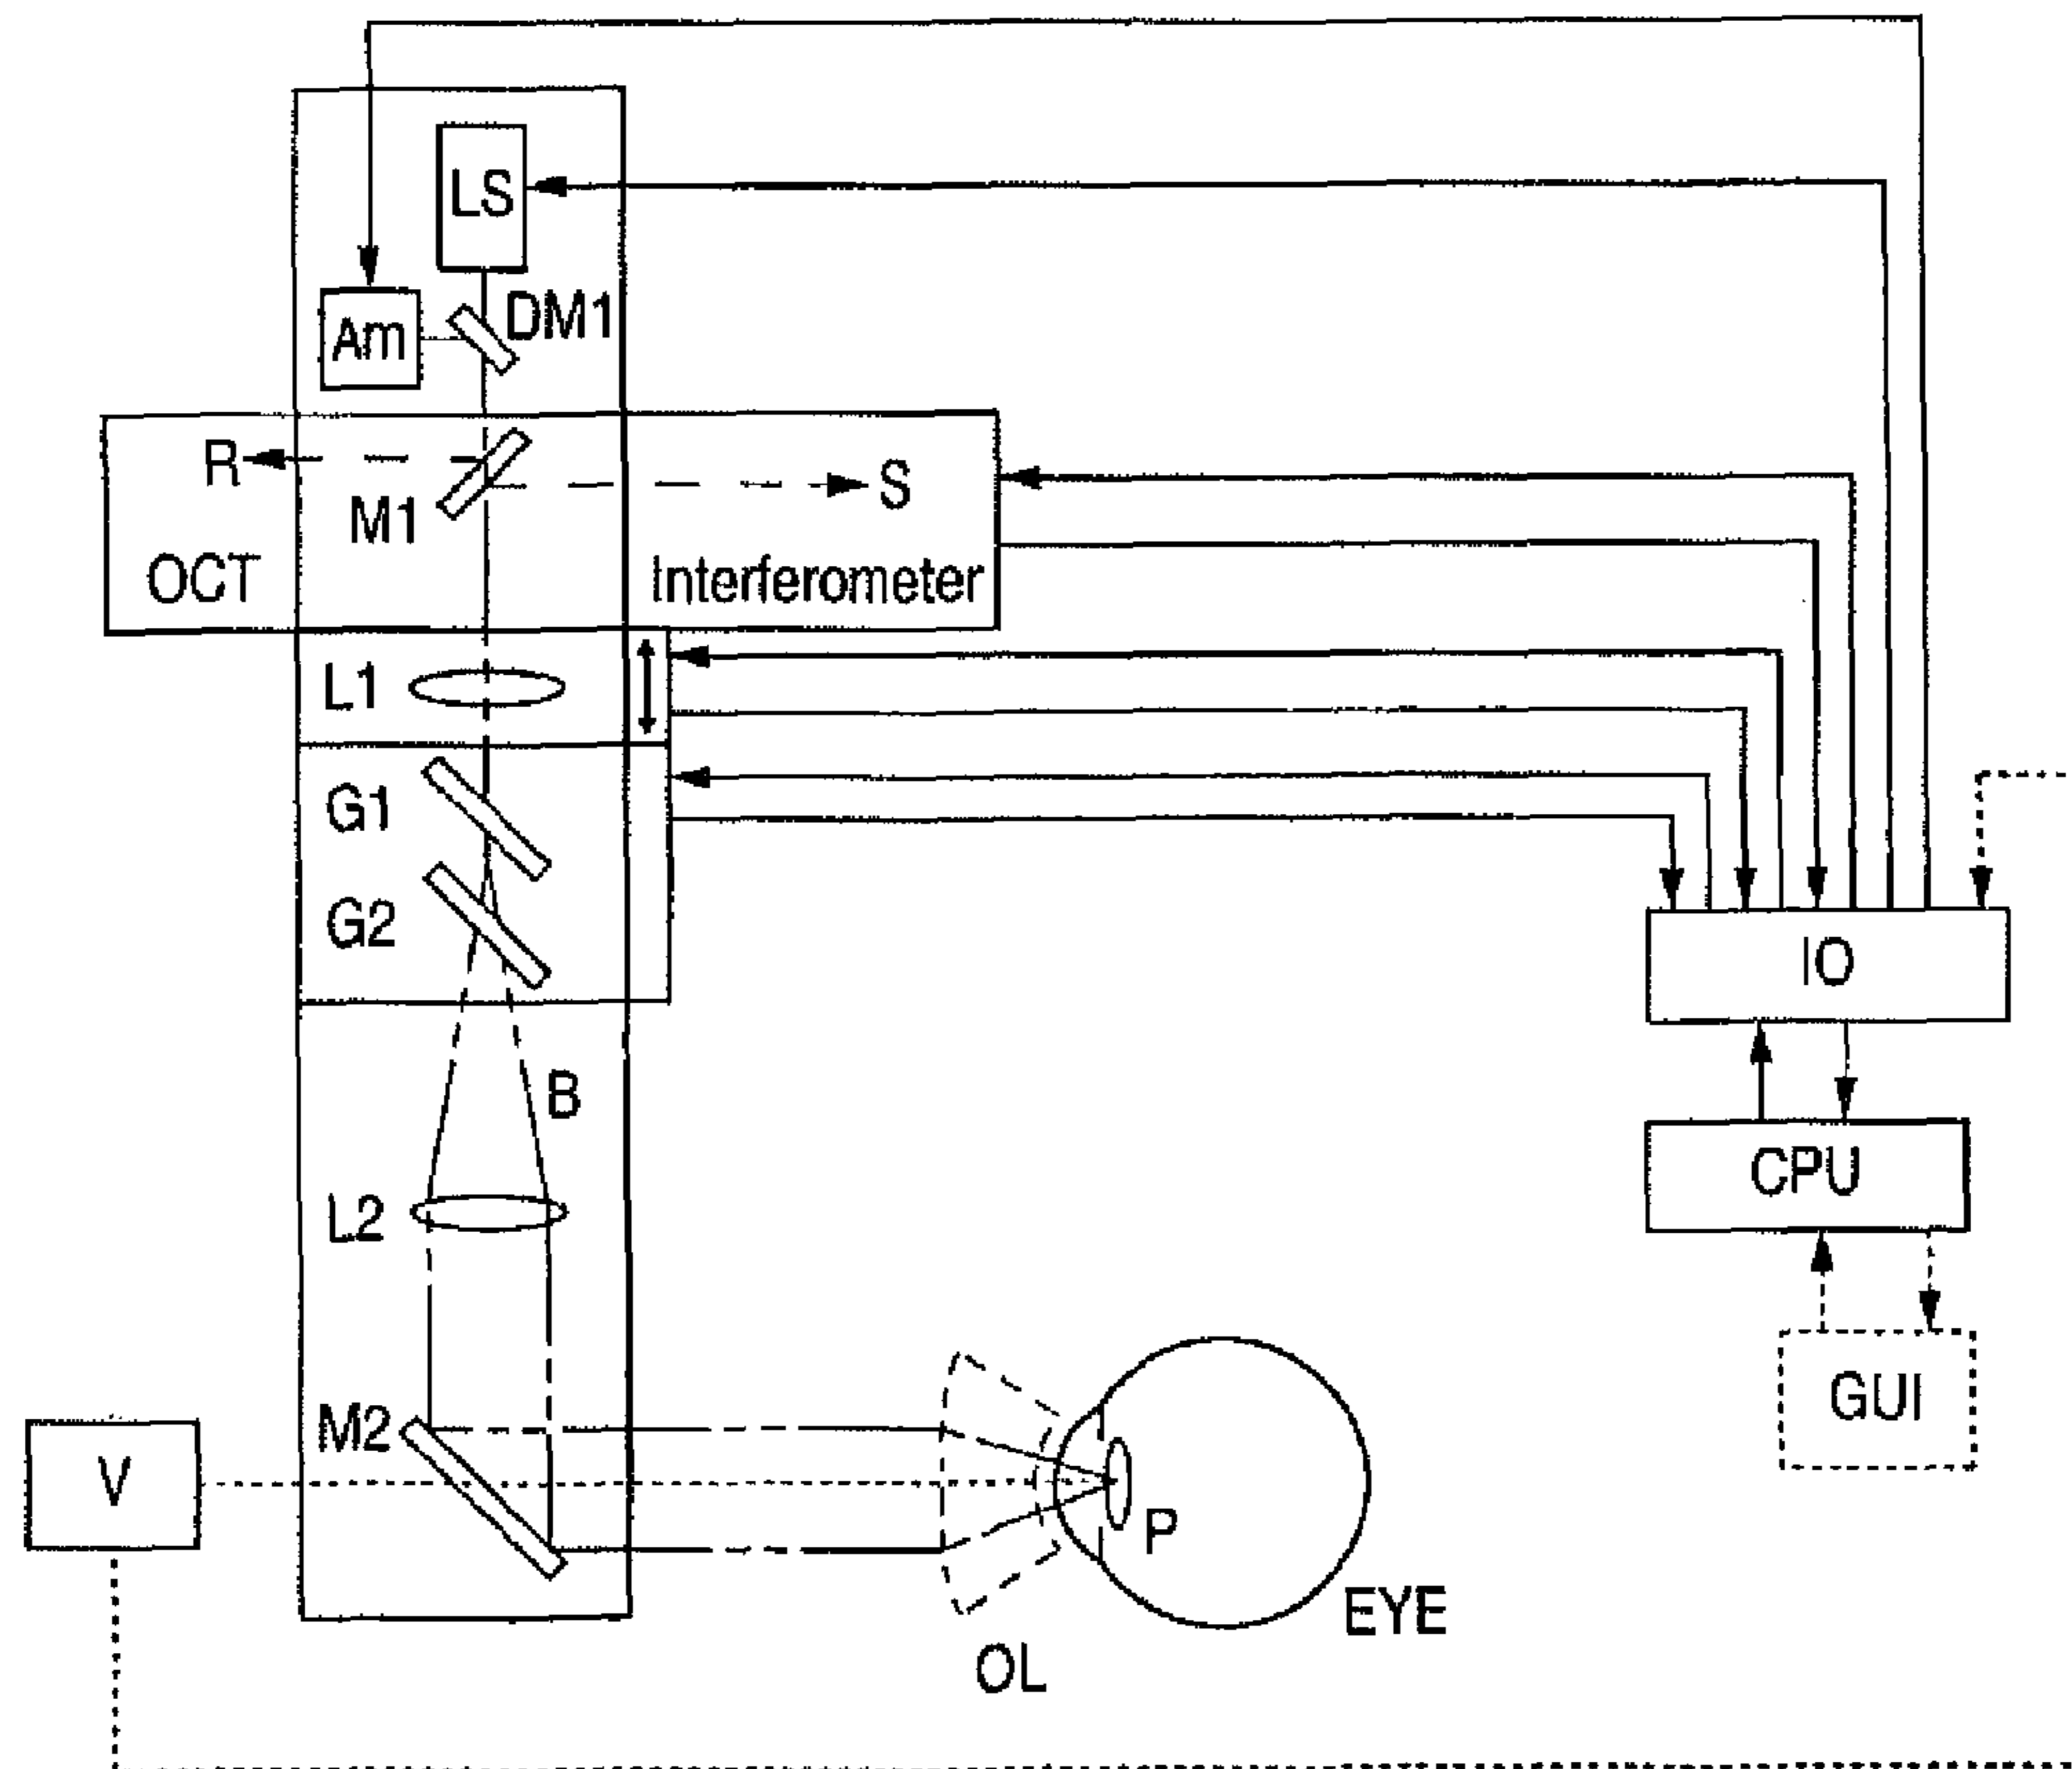 LS
DM1
Am
R
S
M1
OCT
Interferometer
L1
G1
G2
IO
B
CPU
L2
GUI
M2
V
P
EYE
OL